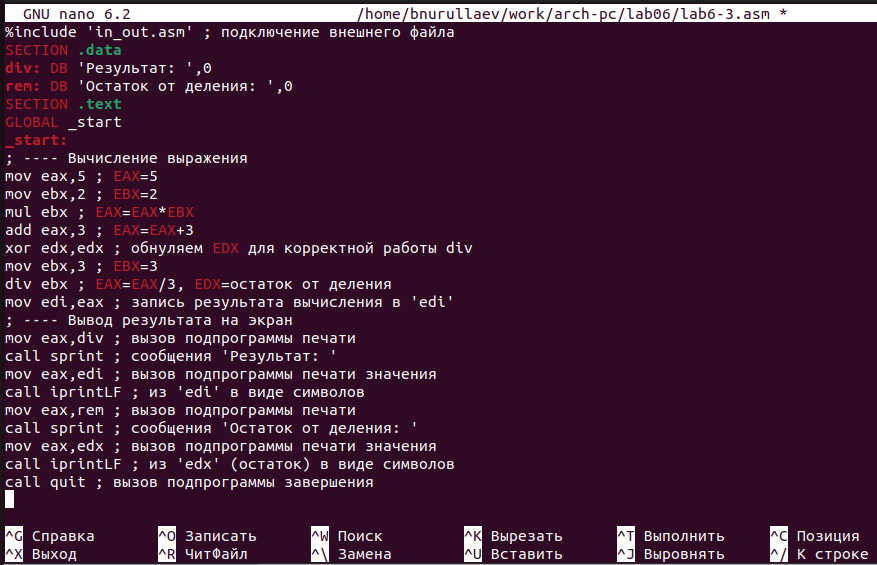 GNU nano 6.2 /home/bnurullaev/work/arch-pc/lab06/lab6-3.asm *
%include 'in_out.asm' ; подключение внешнего файла
SECTION .data
div: DB 'Результат: ',0
rem: DB 'Остаток от деления: ',0
SECTION .text
GLOBAL _start
_start:
; ---- Вычисление выражения
mov eax,5 ; EAX=5
mov ebx,2 ; EBX=2
mul ebx ; EAX=EAX*EBX
add eax,3 ; EAX=EAX+3
xor edx,edx ; обнуляем EDX для корректной работы div
mov ebx,3 ; EBX=3
div ebx ; EAX=EAX/3, EDX=остаток от деления
mov edi,eax ; запись результата вычисления в 'edi'
; ---- Вывод результата на экран
mov eax,div ; вызов подпрограммы печати
call sprint ; сообщения 'Результат: '
mov eax,edi ; вызов подпрограммы печати значения
call iprintLF ; из 'edi' в виде символов
mov eax,rem ; вызов подпрограммы печати
call sprint ; сообщения 'Остаток от деления: '
mov eax,edx ; вызов подпрограммы печати значения
call iprintLF ; из 'edx' (остаток) в виде символов
call quit ; вызов подпрограммы завершения
^G Справка ^O Записать ^W Поиск ^K Вырезать ^T Выполнить ^C Позиция
^X Выход ^R ЧитФайл ^\ Замена ^U Вставить ^J Выровнять ^/ К строке